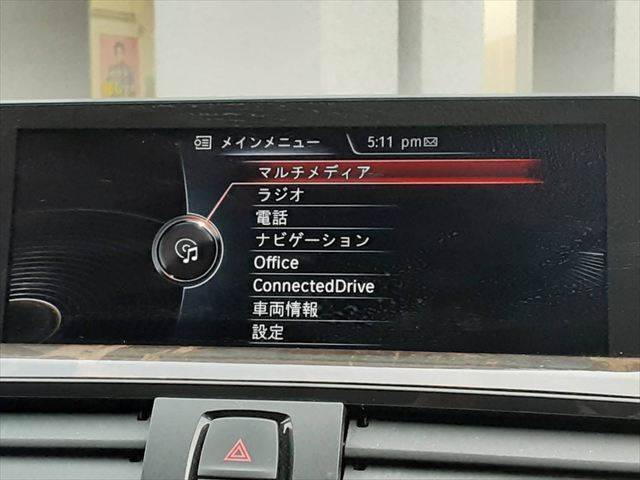 メインメニュー 5:11 pm
マルチメディア
ラジオ
電話
ナビゲーション
Office
ConnectedDrive
車両情報
設定